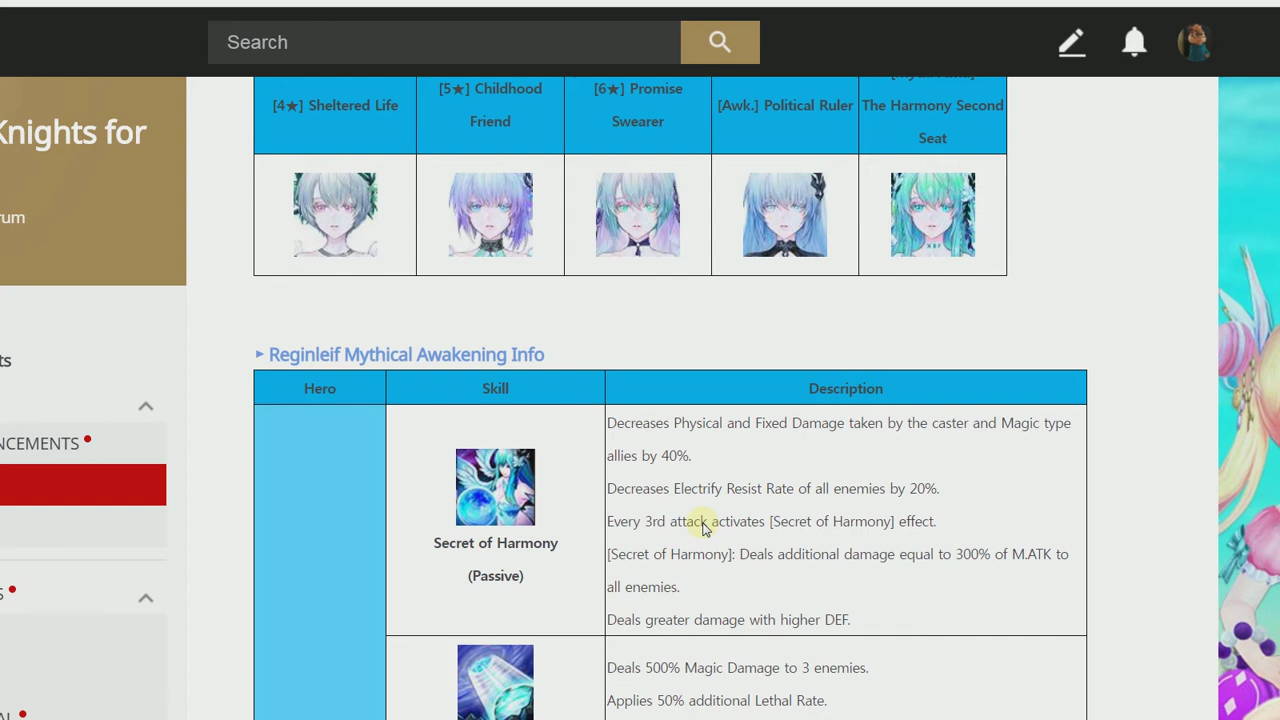 Search
Knights for
rum
ts
NCEMENTS
[4★] Sheltered Life
[5★] Childhood
Friend
[6★] Promise
Swearer
[Awk.] Political Ruler
The Harmony Second
Seat
▸ Reginleif Mythical Awakening Info
Hero
Skill
Description
Secret of Harmony
(Passive)
Decreases Physical and Fixed Damage taken by the caster and Magic type
allies by 40%.
Decreases Electrify Resist Rate of all enemies by 20%.
Every 3rd attack activates [Secret of Harmony] effect.
[Secret of Harmony]: Deals additional damage equal to 300% of M.ATK to
all enemies.
Deals greater damage with higher DEF.
Deals 500% Magic Damage to 3 enemies.
Applies 50% additional Lethal Rate.